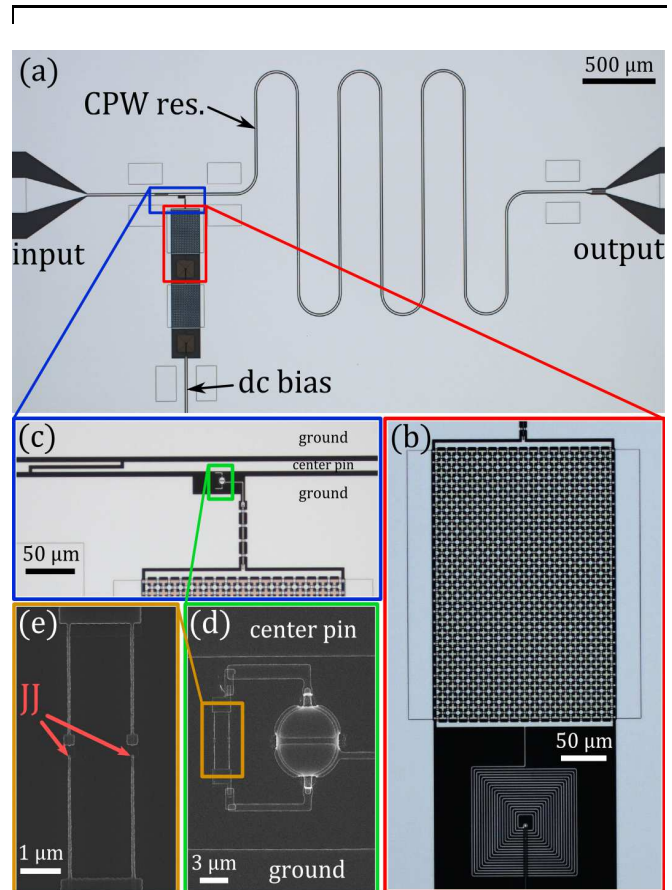 (a)
500 μm
CPW res.
input
output
dc bias
(c)
ground
center pin
ground
50 μm
(b)
50 μm
(e)
JJ
1 μm
(d)
center pin
3 μm
ground